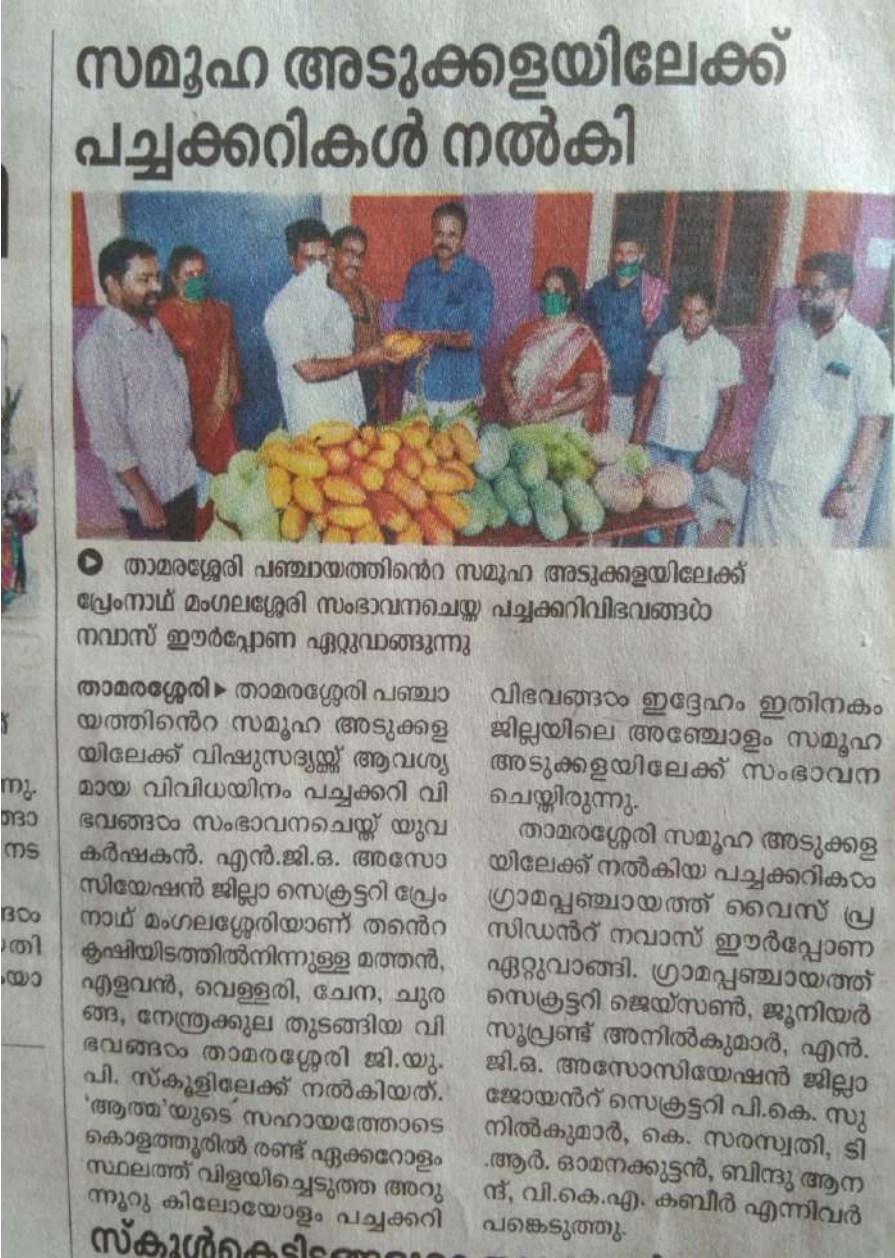 സമൂഹ അടുക്കളയിലേക്ക്
പച്ചക്കറികൾ നൽകി
താമരശ്ശേരി പഞ്ചായത്തിൻെറ സമൂഹ അടുക്കളയിലേക്ക്
പ്രേംനാഥ് മംഗലശ്ശേരി സംഭാവനചെയ്ത പച്ചക്കറിവിഭവങ്ങൾ
നവാസ് ഈർപ്പോണ ഏറ്റുവാങ്ങുന്നു
താമരശ്ശേരി ▶ താമരശ്ശേരി പഞ്ചാ
യത്തിൻെറ സമൂഹ അടുക്കള
യിലേക്ക് വിഷുസദ്യയ്ക്ക് ആവശ്യ
മായ വിവിധയിനം പച്ചക്കറി വി
ഭവങ്ങൾ സംഭാവനചെയ്ത് യുവ
കർഷകൻ. എൻ.ജി.ഒ. അസോ
സിയേഷൻ ജില്ലാ സെക്രട്ടറി പ്രേം
നാഥ് മംഗലശ്ശേരിയാണ് തൻെറ
കൃഷിയിടത്തിൽനിന്നുള്ള മത്തൻ,
എളവൻ, വെള്ളരി, ചേന, ചുര
ങ്ങ, നേന്ത്രക്കുല തുടങ്ങിയ വി
ഭവങ്ങൾ താമരശ്ശേരി ജി.യു.
പി. സ്കൂളിലേക്ക് നൽകിയത്.
'ആത്മ'യുടെ സഹായത്തോടെ
കൊളത്തൂരിൽ രണ്ട് ഏക്കറോളം
സ്ഥലത്ത് വിളയിച്ചെടുത്ത അറു
ന്നൂറു കിലോയോളം പച്ചക്കറി
വിഭവങ്ങൾ ഇദ്ദേഹം ഇതിനകം
ജില്ലയിലെ അഞ്ചോളം സമൂഹ
അടുക്കളയിലേക്ക് സംഭാവന
ചെയ്തിരുന്നു.
താമരശ്ശേരി സമൂഹ അടുക്കള
യിലേക്ക് നൽകിയ പച്ചക്കറികൾ
ഗ്രാമപ്പഞ്ചായത്ത് വൈസ് പ്ര
സിഡൻറ് നവാസ് ഈർപ്പോണ
ഏറ്റുവാങ്ങി. ഗ്രാമപ്പഞ്ചായത്ത്
സെക്രട്ടറി ജെയ്സൺ, ജൂനിയർ
സൂപ്രണ്ട് അനിൽകുമാർ, എൻ.
ജി.ഒ. അസോസിയേഷൻ ജില്ലാ
ജോയൻറ് സെക്രട്ടറി പി.കെ. സു
നിൽകുമാർ, കെ. സരസ്വതി, ടി
.ആർ. ഓമനക്കുട്ടൻ, ബിന്ദു ആന
ന്ദ്, വി.കെ.എ. കബീർ എന്നിവർ
പങ്കെടുത്തു.